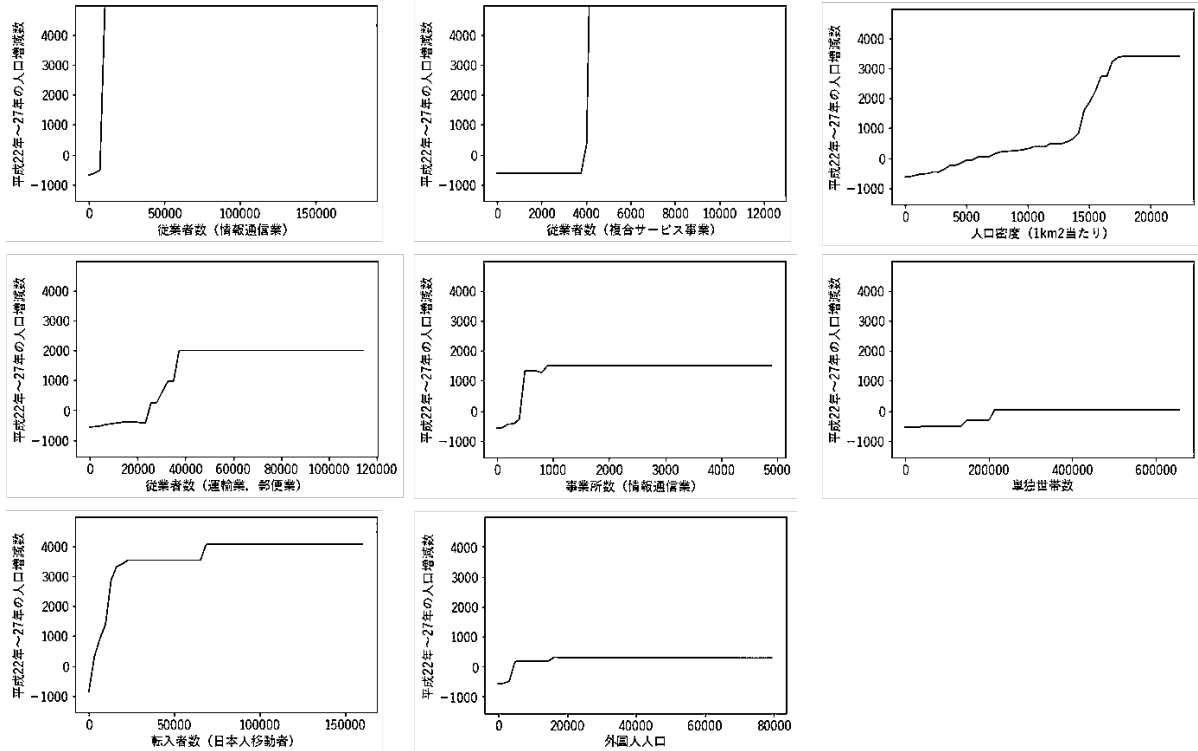 平成22年～27年の人口増減数
4000
3000
2000
1000
0
－1000
0 50000 100000 150000
従業者数（情報通信業）
平成22年～27年の人口増減数
4000
3000
2000
1000
0
－1000
0 2000 4000 6000 8000 10000 12000
従業者数（複合サービス事業）
平成22年～27年の人口増減数
4000
3000
2000
1000
0
－1000
0 5000 10000 15000 20000
人口密度（1km2当たり）
平成22年～27年の人口増減数
4000
3000
2000
1000
0
－1000
0 20000 40000 60000 80000 100000 120000
従業者数（運輸業，郵便業）
平成22年～27年の人口増減数
4000
3000
2000
1000
0
－1000
0 1000 2000 3000 4000 5000
事業所数（情報通信業）
平成22年～27年の人口増減数
4000
3000
2000
1000
0
－1000
0 200000 400000 600000
単独世帯数
平成22年～27年の人口増減数
4000
3000
2000
1000
0
－1000
0 50000 100000 150000
転入者数（日本人移動者）
平成22年～27年の人口増減数
4000
3000
2000
1000
0
－1000
0 20000 40000 60000 80000
外国人人口